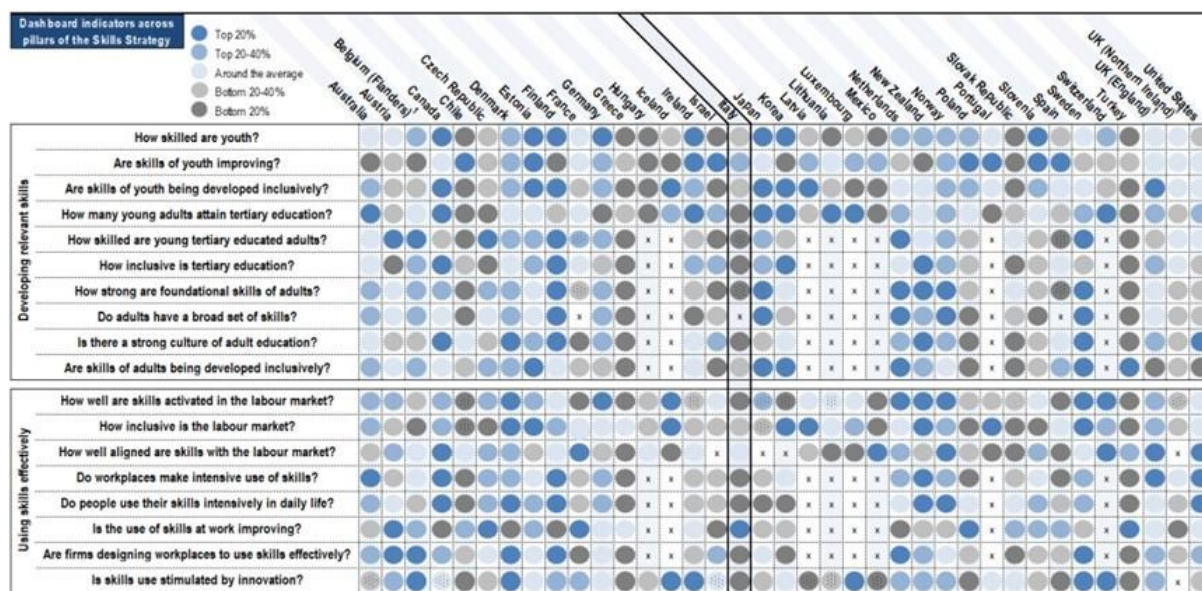 Dashboard indicators across
pillars of the Skills Strategy
Top 20%
Top 20-40%
Around the average
Bottom 20-40%
Bottom 20%
Australia
Austria
Belgium (Flanders)¹
Canada
Chile
Czech Republic
Denmark
Estonia
Finland
France
Germany
Greece
Hungary
Iceland
Ireland
Israel
Italy
Japan
Korea
Latvia
Lithuania
Luxembourg
Mexico
Netherlands
New Zealand
Norway
Poland
Portugal
Slovak Republic
Slovenia
Spain
Sweden
Switzerland
Turkey
UK (England)¹
UK (Northern Ireland)¹
United States
Developing relevant skills
How skilled are youth?
Are skills of youth improving?
Are skills of youth being developed inclusively?
How many young adults attain tertiary education?
How skilled are young tertiary educated adults?
How inclusive is tertiary education?
How strong are foundational skills of adults?
Do adults have a broad set of skills?
Is there a strong culture of adult education?
Are skills of adults being developed inclusively?
Using skills effectively
How well are skills activated in the labour market?
How inclusive is the labour market?
How well aligned are skills with the labour market?
Do workplaces make intensive use of skills?
Do people use their skills intensively in daily life?
Is the use of skills at work improving?
Are firms designing workplaces to use skills effectively?
Is skills use stimulated by innovation?